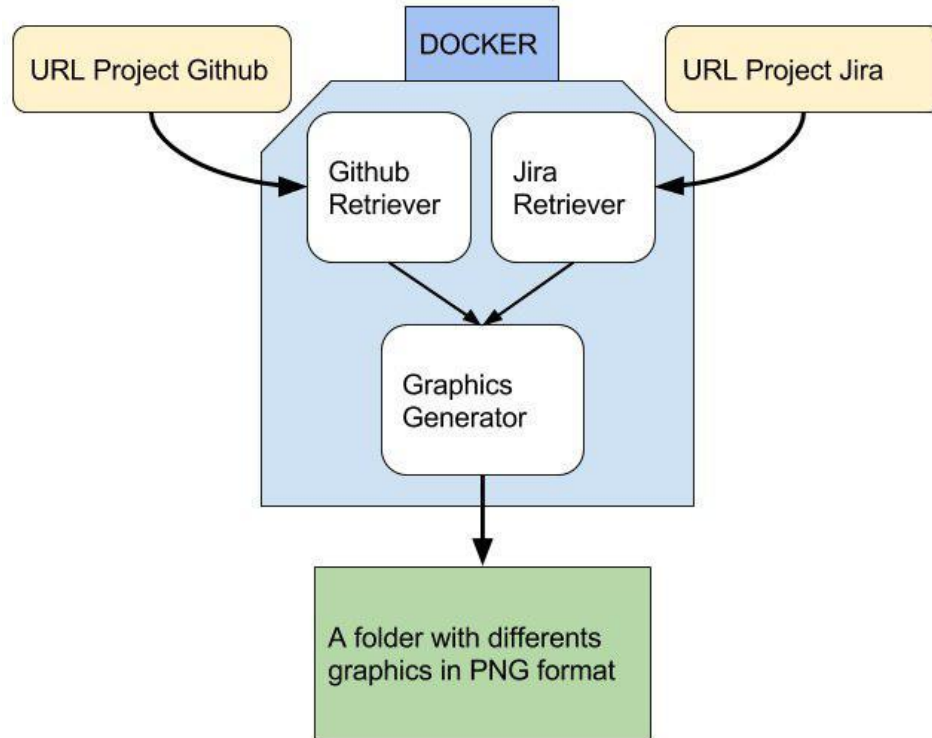 URL Project Github
DOCKER
URL Project Jira
Github
Retriever
Jira
Retriever
Graphics
Generator
A folder with differents
graphics in PNG format